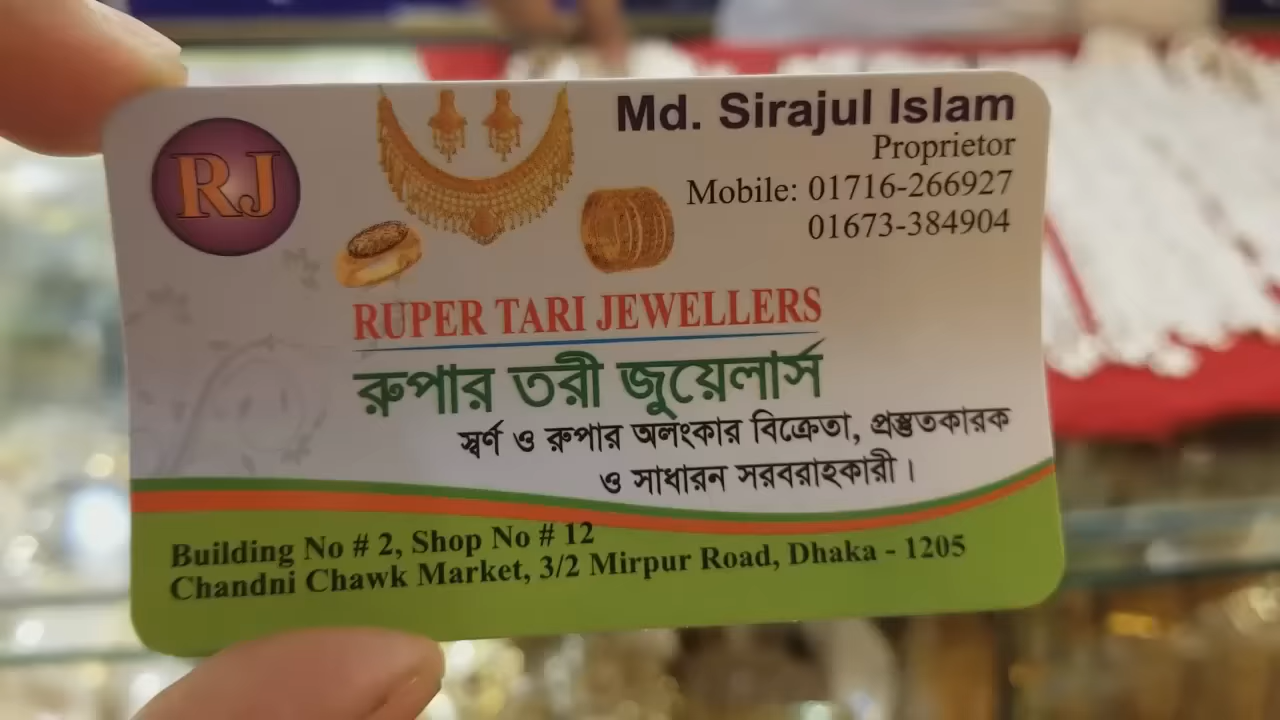 RJ
Md. Sirajul Islam
Proprietor
Mobile: 01716-266927
01673-384904
RUPER TARI JEWELLERS
রুপার তরী জুয়েলার্স
স্বর্ণ ও রুপার অলংকার বিক্রেতা, প্রস্তুতকারক
ও সাধারন সরবরাহকারী।
Building No # 2, Shop No # 12
Chandni Chawk Market, 3/2 Mirpur Road, Dhaka - 1205